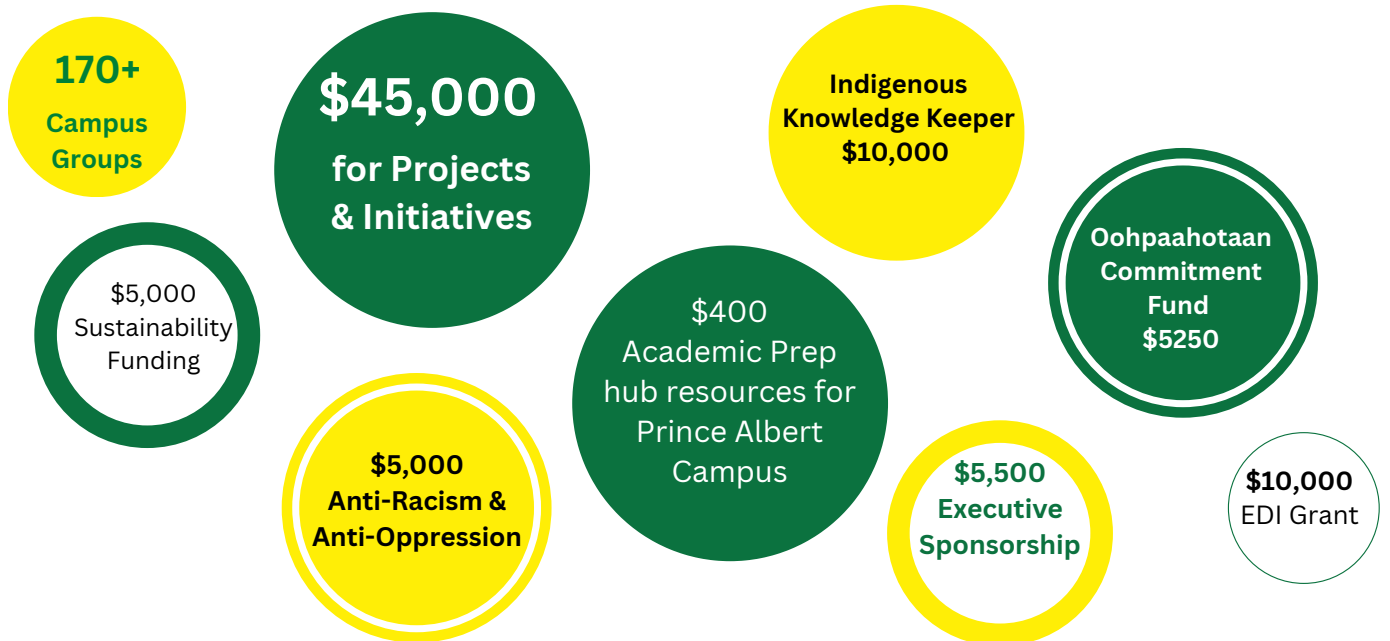 170+
Campus
Groups
$45,000
for Projects
& Initiatives
Indigenous
Knowledge Keeper
$10,000
Oohpaahotaan
Commitment
Fund
$5250
$5,000
Sustainability
Funding
$400
Academic Prep
hub resources for
Prince Albert
Campus
$5,000
Anti-Racism &
Anti-Oppression
$5,500
Executive
Sponsorship
$10,000
EDI Grant